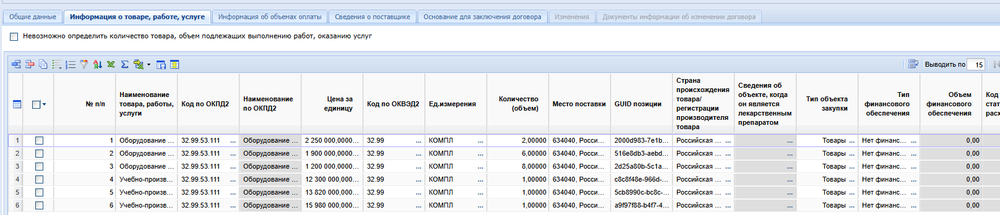 Общие данные Информация о товаре, работе, услуге Информация об объемах оплаты Сведения о поставщике Основание для заключения договора Изменения Документы информации об изменении договора
Невозможно определить количество товара, объем подлежащих выполнению работ, оказанию услуг
Выводить по 15
№ п/п
Наименование
товара, работы,
услуги
Код по ОКПД2
Наименование
по ОКПД2
Цена за
единицу
Код по ОКВЭД2
Ед.измерения
Количество
(объем)
Место поставки
GUID позиции
Страна
происхождения
товара/
регистрации
производителя
товара
Сведения об
объекте, когда
он является
лекарственным
препаратом
Тип объекта
закупки
Тип
финансового
обеспечения
Объем
финансового
обеспечения
Код
стат
расх
1 1 Оборудование ... 32.99.53.111 ... Оборудование ... 2 250 000,0000... 32.99 ... КОМПЛ ... 2,00000 634040, Росси... 2000d983-7e1b... Российская ... ... ... Товары ... Нет финанс... ... 0,00
2 2 Оборудование ... 32.99.53.111 ... Оборудование ... 1 900 000,0000... 32.99 ... КОМПЛ ... 6,00000 634040, Росси... 516e8db3-aebd... Российская ... ... ... Товары ... Нет финанс... ... 0,00
3 3 Оборудование ... 32.99.53.111 ... Оборудование ... 1 200 000,0000... 32.99 ... КОМПЛ ... 8,00000 634040, Росси... 2d25a80b-5c1a... Российская ... ... ... Товары ... Нет финанс... ... 0,00
4 4 Учебно-произв... 32.99.53.111 ... Оборудование ... 12 300 000,000... 32.99 ... КОМПЛ ... 1,00000 634040, Росси... c8c8f48e-966d-... Российская ... ... ... Товары ... Нет финанс... ... 0,00
5 5 Учебно-произв... 32.99.53.111 ... Оборудование ... 13 820 000,000... 32.99 ... КОМПЛ ... 1,00000 634040, Росси... 5cb8990c-bc8c-... Российская ... ... ... Товары ... Нет финанс... ... 0,00
6 6 Учебно-произв... 32.99.53.111 ... Оборудование ... 15 980 000,000... 32.99 ... КОМПЛ ... 1,00000 634040, Росси... a9f97f88-b4f7-4... Российская ... ... ... Товары ... Нет финанс... ... 0,00